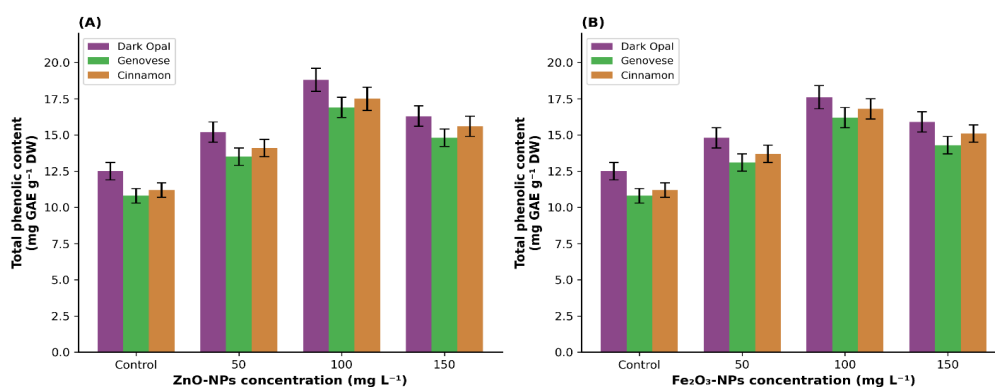 (A)
Dark Opal
Genovese
Cinnamon
20.0
17.5
15.0
12.5
10.0
7.5
5.0
2.5
0.0
Total phenolic content
(mg GAE g⁻¹ DW)
Control
50
100
150
ZnO-NPs concentration (mg L⁻¹)
(B)
Dark Opal
Genovese
Cinnamon
20.0
17.5
15.0
12.5
10.0
7.5
5.0
2.5
0.0
Total phenolic content
(mg GAE g⁻¹ DW)
Control
50
100
150
Fe₂O₃-NPs concentration (mg L⁻¹)